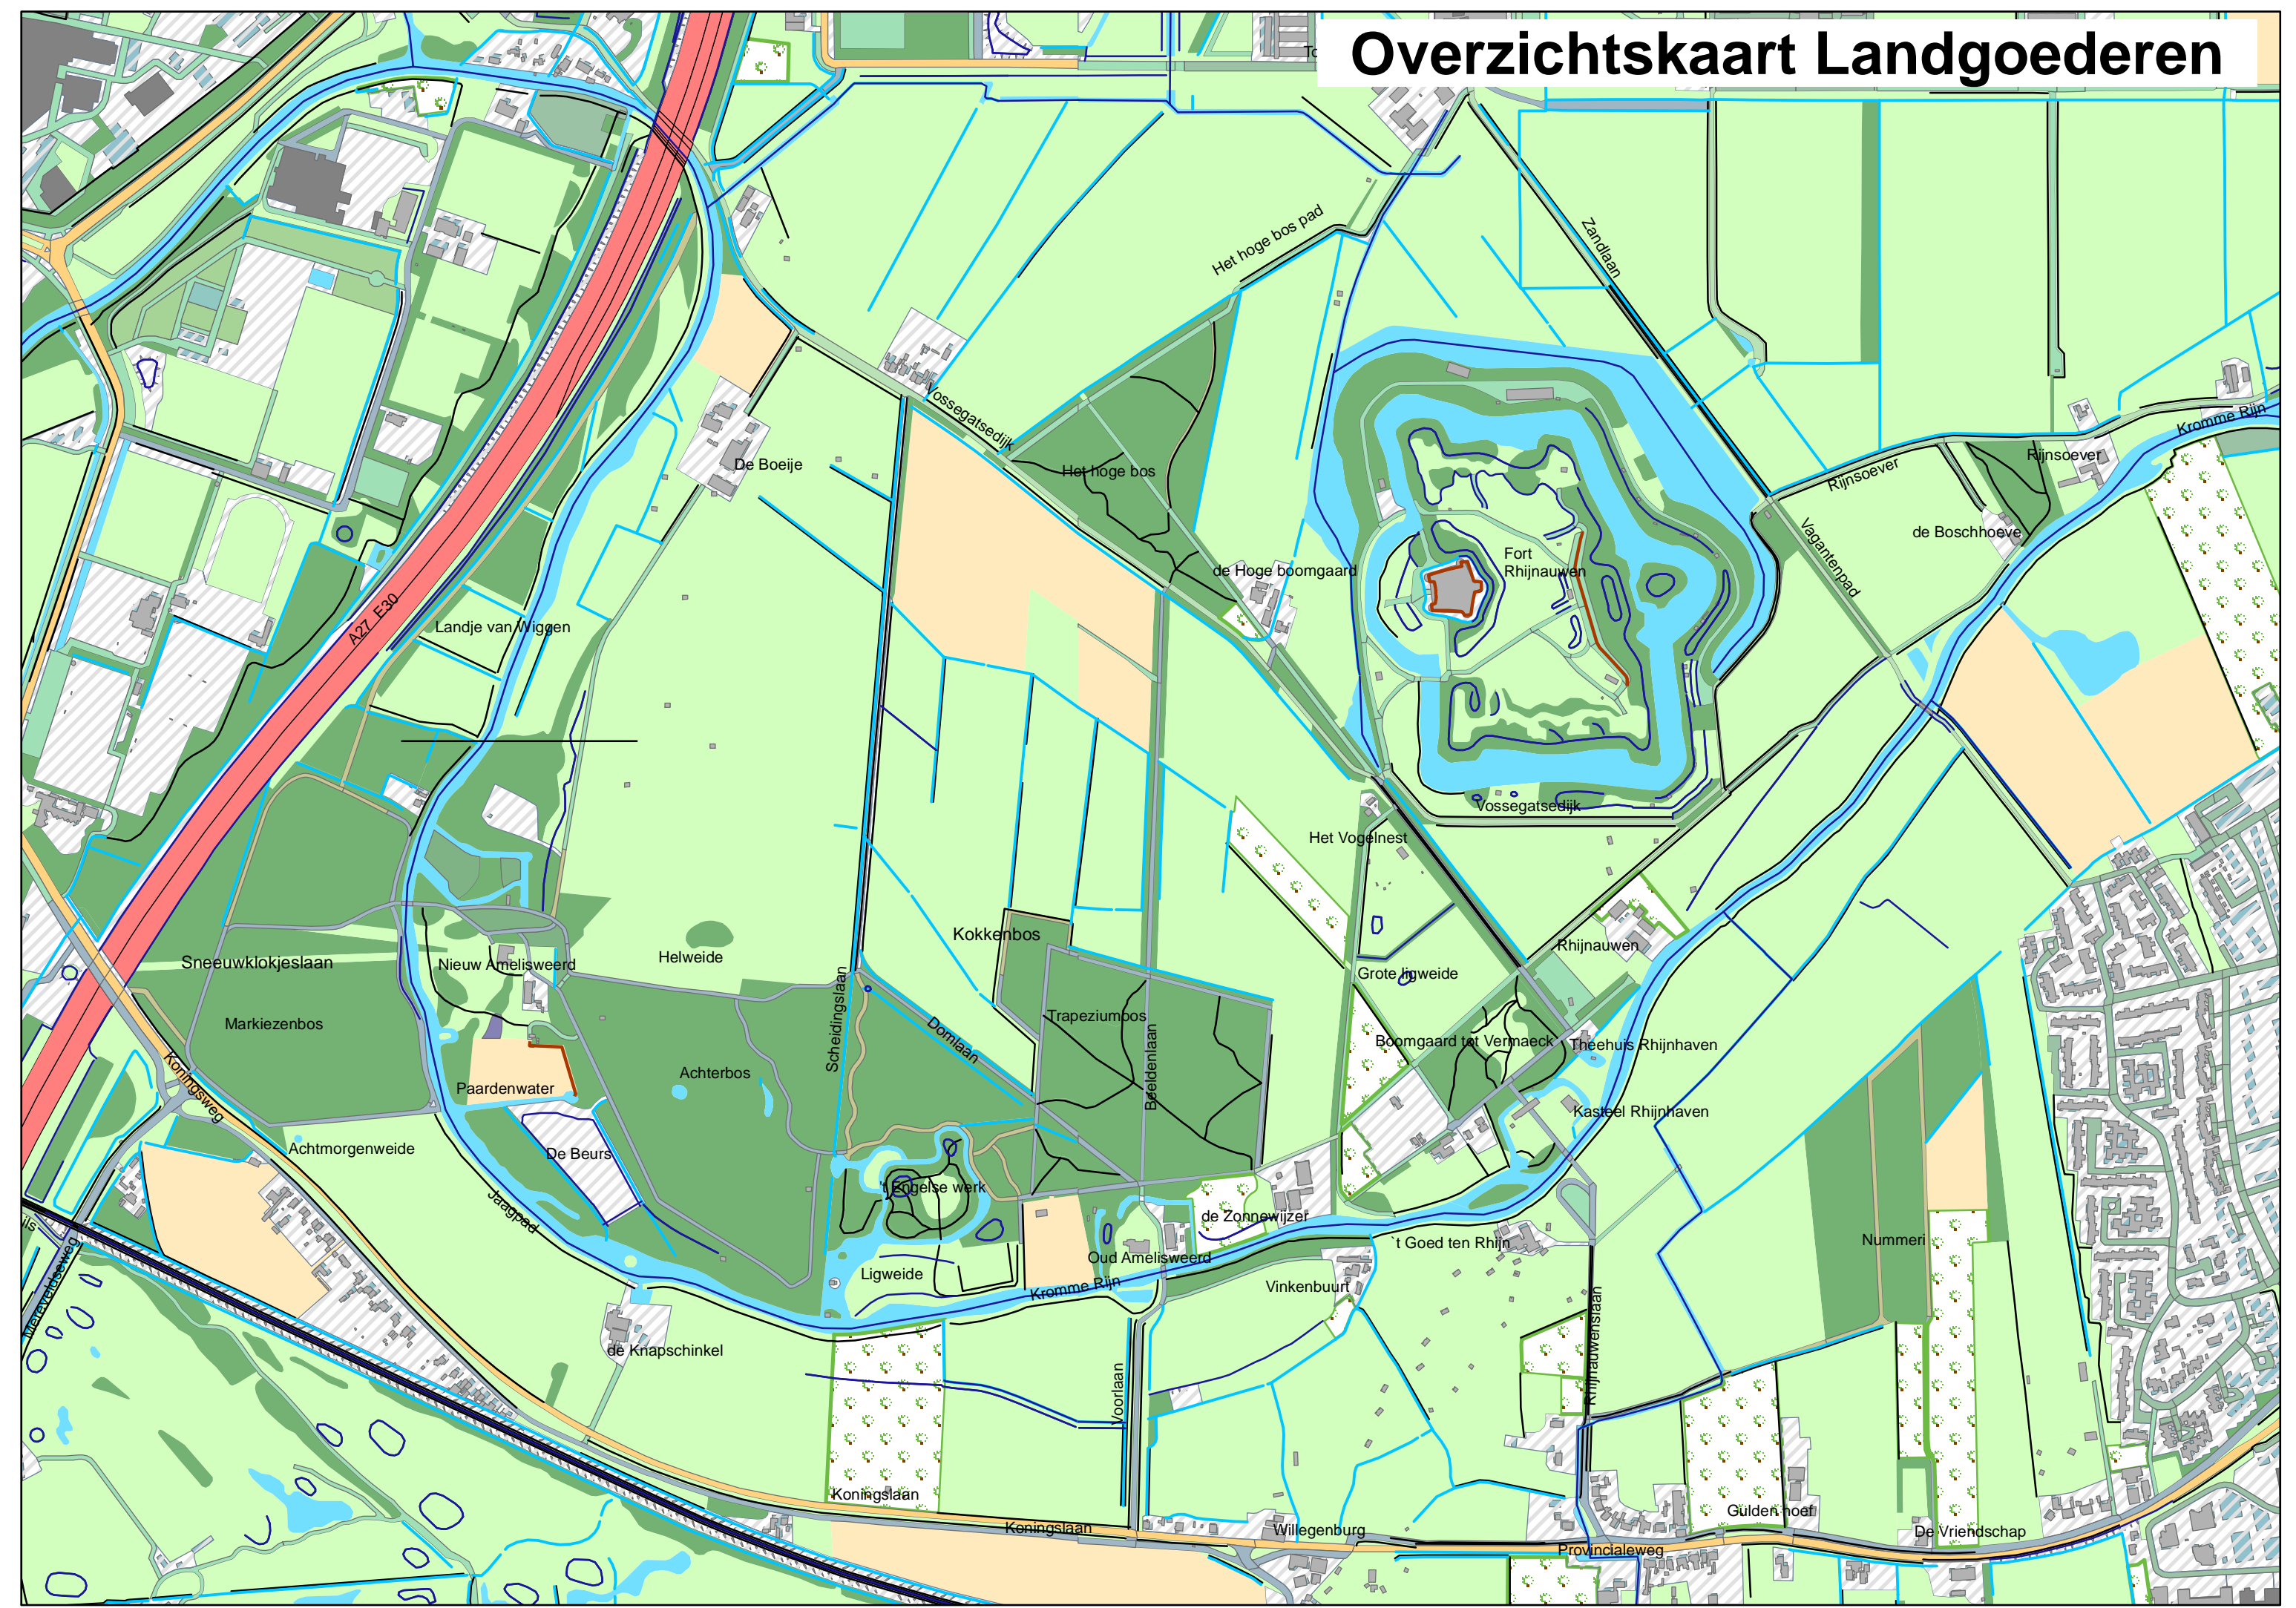 Overzichtskaart Landgoederen
Het hoge bos pad
Zandlaan
Vossegatsedijk
Kromme Rijn
De Boeije
Het hoge bos
Rijnsoever
Rijnsoever
de Boschhoeve
Vagantenpad
Fort
Rhijnauwen
de Hoge boomgaard
A27 E30
Landje van Wiggen
Vossegatsedijk
Het Vogelnest
Kokkenbos
Rhijnauwen
Helweide
Sneeuwklokjeslaan
Nieuw Amelisweerd
Grote ligweide
Scheidingslaan
Markiezenbos
Trapeziumbos
Domlaan
Beeldenlaan
Boomgaard tot Vermaeck
Theehuis Rhijnhaven
Koningsweg
Paardenwater
Achterbos
Kasteel Rhijnhaven
Achtmorgenweide
De Beurs
't Engelse werk
Jaagpad
de Zonnewijzer
`t Goed ten Rhijn
Nummeri
Oud Amelisweerd
Ligweide
Kromme Rijn
Vinkenbuurt
Mereveldseweg
de Knapschinkel
Rhijnauwenselaan
Voorlaan
Koningslaan
Koningslaan
Willegenburg
Gulden hoef
De Vriendschap
Provincialeweg